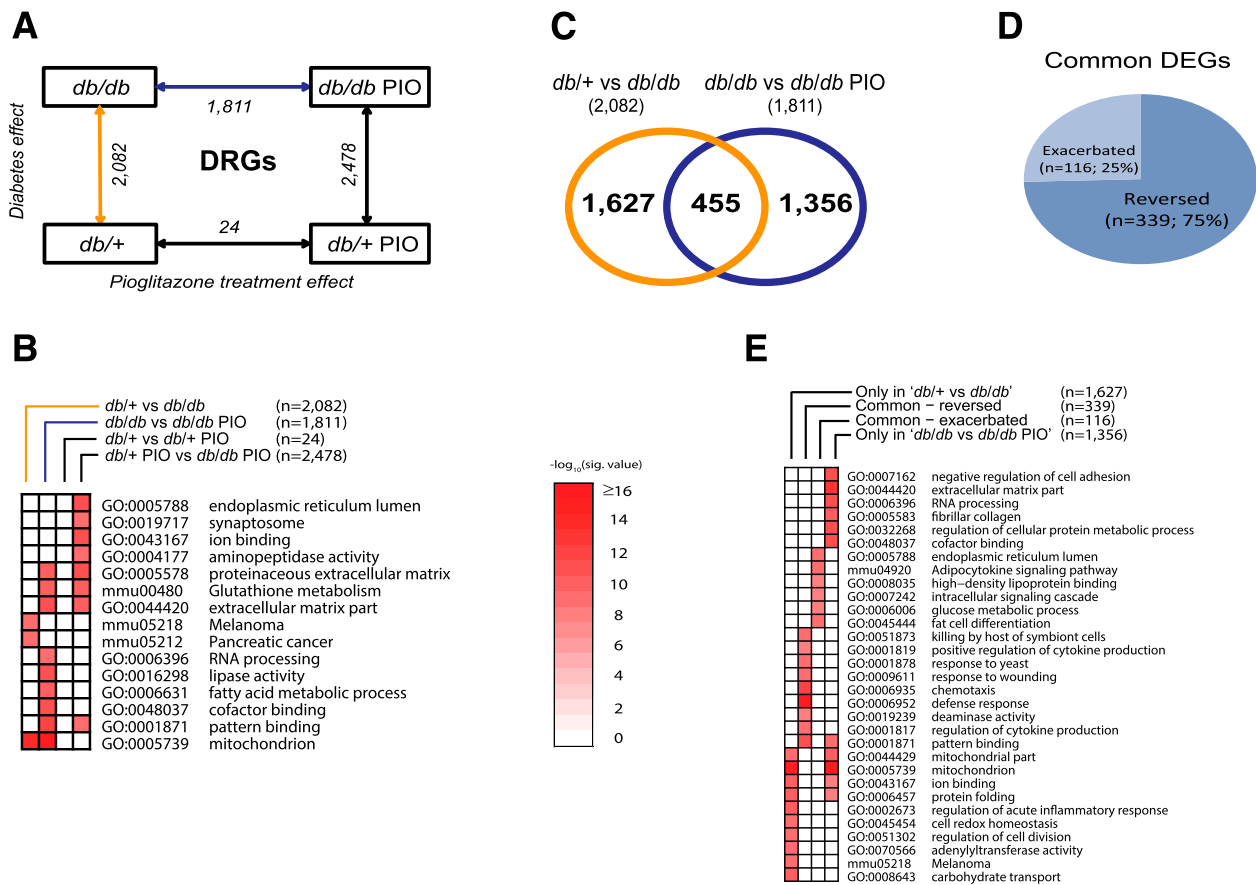 A
db/db
db/db PIO
1,811
Diabetes effect
2,082
DRGs
2,478
24
db/+
db/+ PIO
Pioglitazone treatment effect
C
db/+ vs db/db
(2,082)
db/db vs db/db PIO
(1,811)
1,627
455
1,356
D
Common DEGs
Exacerbated
(n=116; 25%)
Reversed
(n=339; 75%)
B
db/+ vs db/db (n=2,082)
db/db vs db/db PIO (n=1,811)
db/+ vs db/+ PIO (n=24)
db/+ PIO vs db/db PIO (n=2,478)
GO:0005788 endoplasmic reticulum lumen
GO:0019717 synaptosome
GO:0043167 ion binding
GO:0004177 aminopeptidase activity
GO:0005578 proteinaceous extracellular matrix
mmu00480 Glutathione metabolism
GO:0044420 extracellular matrix part
mmu05218 Melanoma
mmu05212 Pancreatic cancer
GO:0006396 RNA processing
GO:0016298 lipase activity
GO:0006631 fatty acid metabolic process
GO:0048037 cofactor binding
GO:0001871 pattern binding
GO:0005739 mitochondrion
-log10(sig. value)
≥16
14
12
10
8
6
4
2
0
E
Only in ‘db/+ vs db/db’ (n=1,627)
Common − reversed (n=339)
Common − exacerbated (n=116)
Only in ‘db/db vs db/db PIO’ (n=1,356)
GO:0007162 negative regulation of cell adhesion
GO:0044420 extracellular matrix part
GO:0006396 RNA processing
GO:0005583 fibrillar collagen
GO:0032268 regulation of cellular protein metabolic process
GO:0048037 cofactor binding
GO:0005788 endoplasmic reticulum lumen
mmu04920 Adipocytokine signaling pathway
GO:0008035 high−density lipoprotein binding
GO:0007242 intracellular signaling cascade
GO:0006006 glucose metabolic process
GO:0045444 fat cell differentiation
GO:0051873 killing by host of symbiont cells
GO:0001819 positive regulation of cytokine production
GO:0001878 response to yeast
GO:0009611 response to wounding
GO:0006935 chemotaxis
GO:0006952 defense response
GO:0019239 deaminase activity
GO:0001817 regulation of cytokine production
GO:0001871 pattern binding
GO:0044429 mitochondrial part
GO:0005739 mitochondrion
GO:0043167 ion binding
GO:0006457 protein folding
GO:0002673 regulation of acute inflammatory response
GO:0045454 cell redox homeostasis
GO:0051302 regulation of cell division
GO:0070566 adenylyltransferase activity
mmu05218 Melanoma
GO:0008643 carbohydrate transport